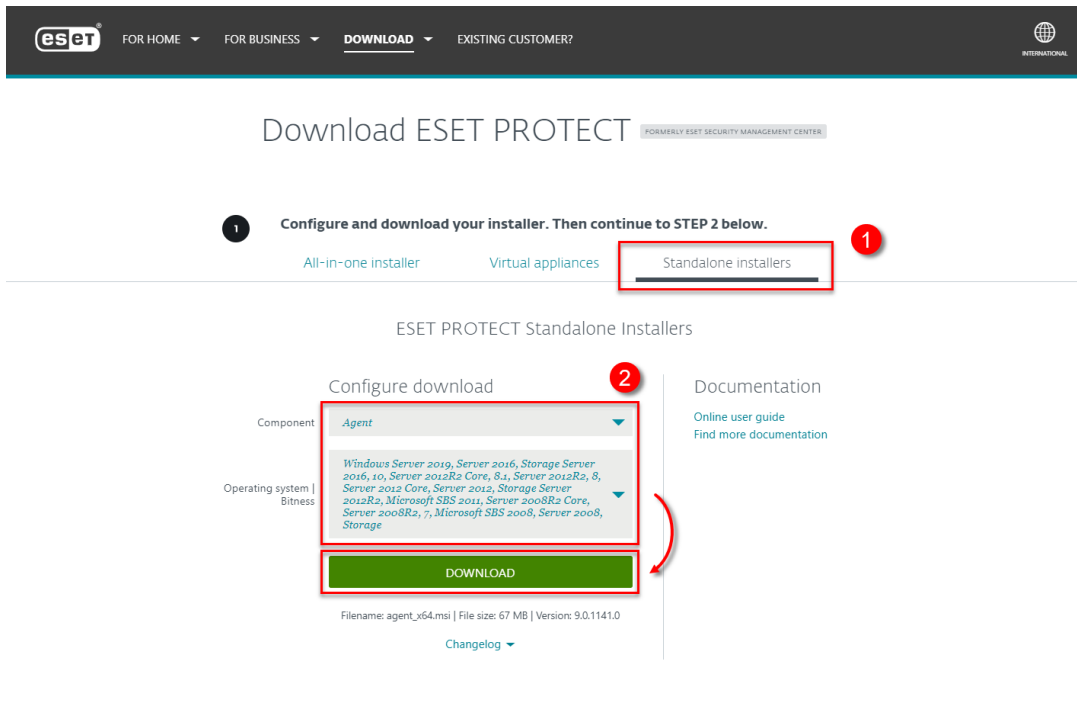 eset®
FOR HOME
FOR BUSINESS
DOWNLOAD
EXISTING CUSTOMER?
INTERNATIONAL
Download ESET PROTECT
FORMERLY ESET SECURITY MANAGEMENT CENTER
1
Configure and download your installer. Then continue to STEP 2 below.
1
All-in-one installer
Virtual appliances
Standalone installers
ESET PROTECT Standalone Installers
2
Configure download
Component
Agent
Operating system |
Bitness
Windows Server 2019, Server 2016, Storage Server
2016, 10, Server 2012R2 Core, 8.1, Server 2012R2, 8,
Server 2012 Core, Server 2012, Storage Server
2012R2, Microsoft SBS 2011, Server 2008R2 Core,
Server 2008R2, 7, Microsoft SBS 2008, Server 2008,
Storage
DOWNLOAD
Filename: agent_x64.msi | File size: 67 MB | Version: 9.0.1141.0
Changelog
Documentation
Online user guide
Find more documentation